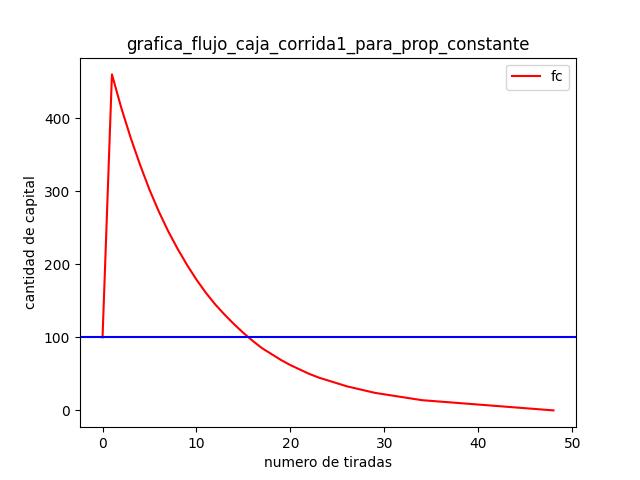 grafica_flujo_caja_corrida1_para_prop_constante
fc
cantidad de capital
400
300
200
100
0
0 10 20 30 40 50
numero de tiradas